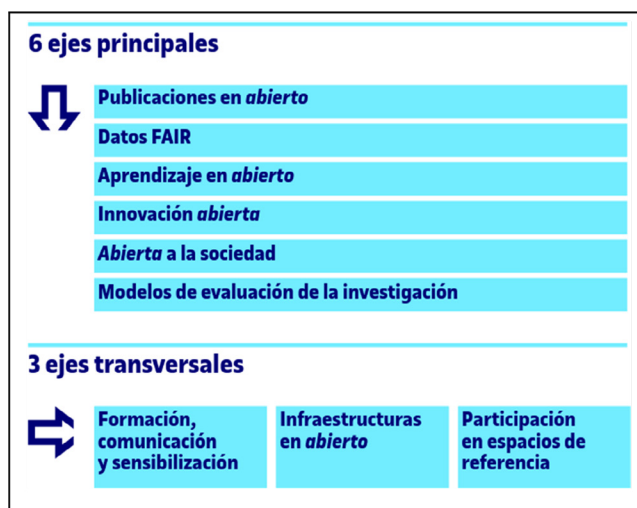 6 ejes principales
Publicaciones en abierto
Datos FAIR
Aprendizaje en abierto
Innovación abierta
Abierta a la sociedad
Modelos de evaluación de la investigación
3 ejes transversales
Formación,
comunicación
y sensibilización
Infraestructuras
en abierto
Participación
en espacios de
referencia